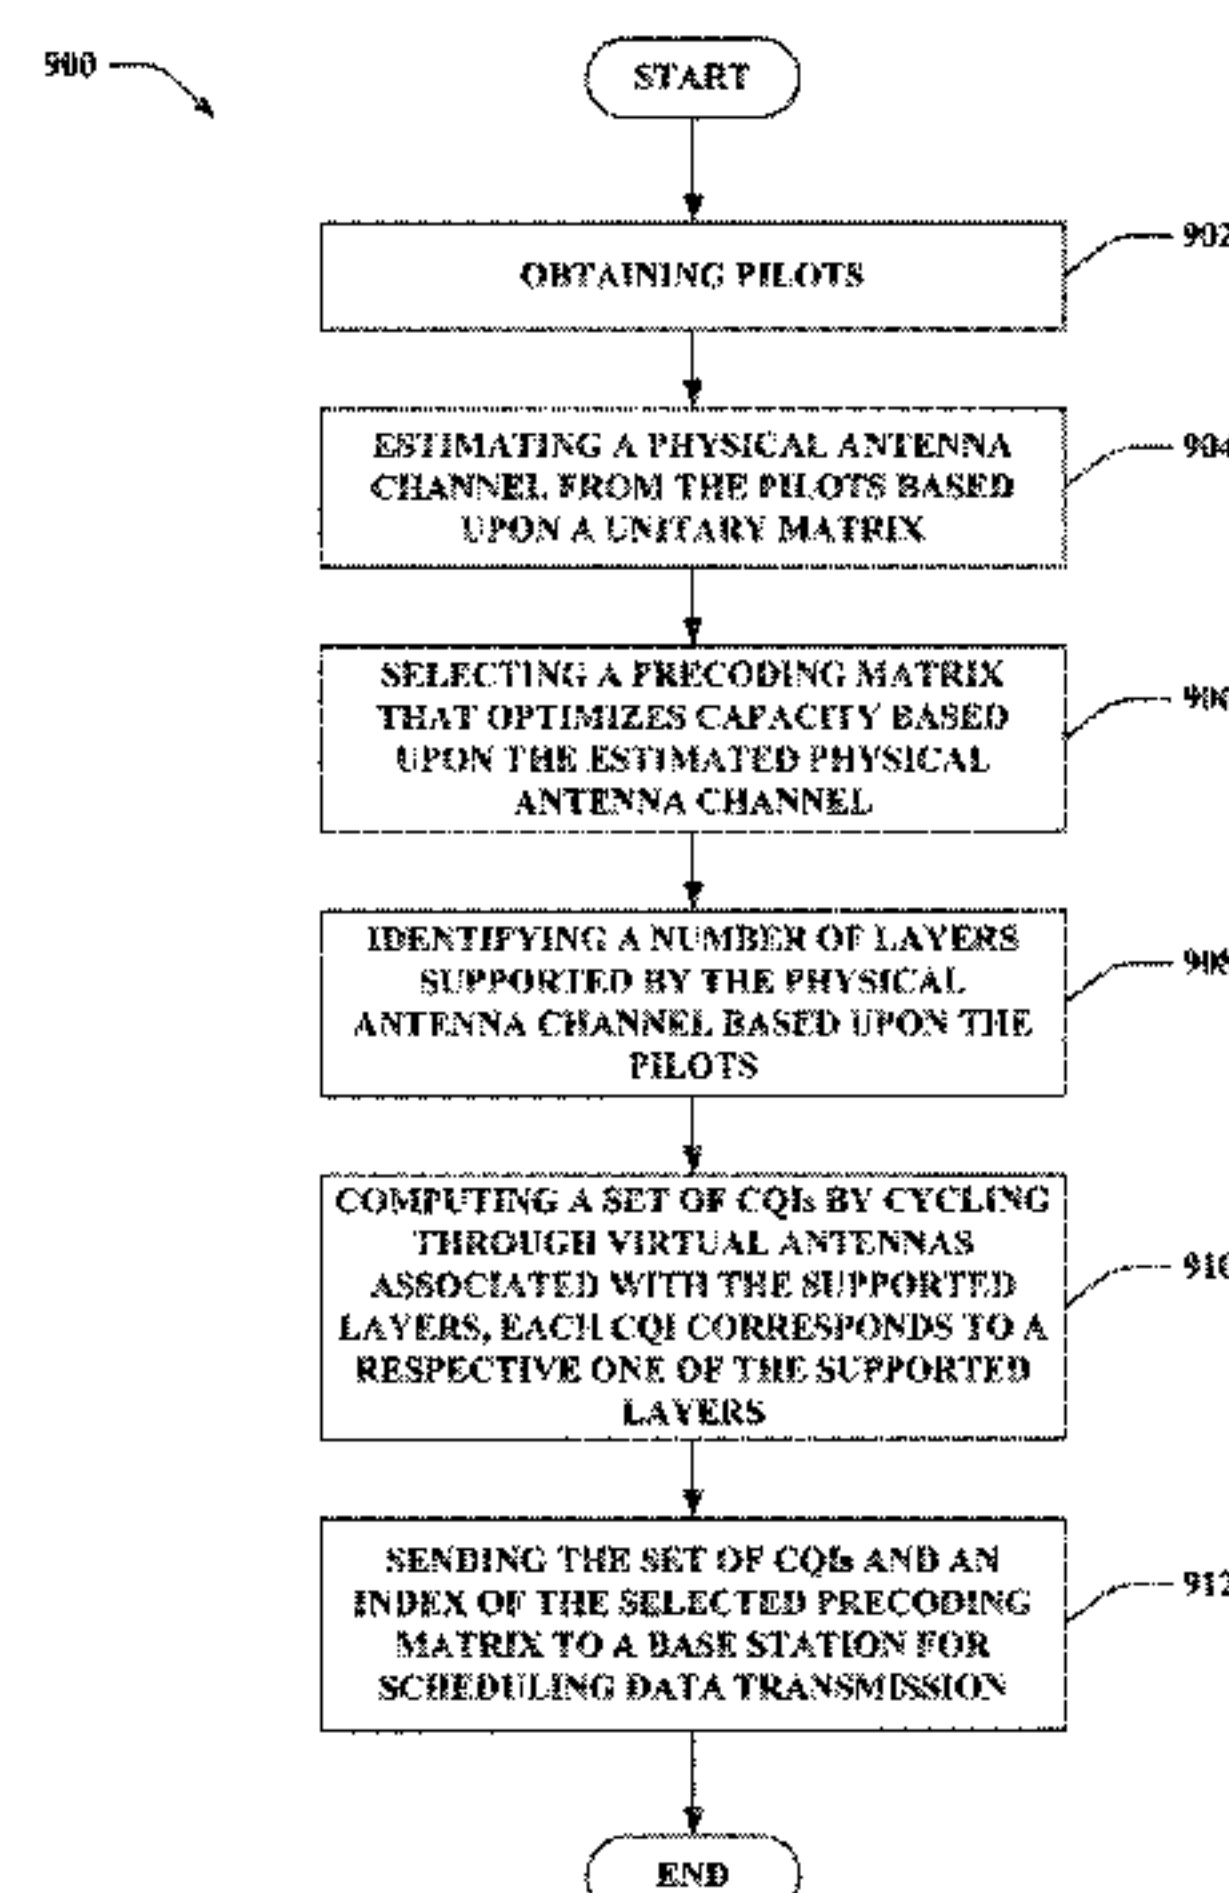 900
START
OBTAINING PILOTS
902
ESTIMATING A PHYSICAL ANTENNA
CHANNEL FROM THE PILOTS BASED
UPON A UNITARY MATRIX
904
SELECTING A PRECODING MATRIX
THAT OPTIMIZES CAPACITY BASED
UPON THE ESTIMATED PHYSICAL
ANTENNA CHANNEL
906
IDENTIFYING A NUMBER OF LAYERS
SUPPORTED BY THE PHYSICAL
ANTENNA CHANNEL BASED UPON THE
PILOTS
908
COMPUTING A SET OF CQIs BY CYCLING
THROUGH VIRTUAL ANTENNAS
ASSOCIATED WITH THE SUPPORTED
LAYERS, EACH CQI CORRESPONDS TO A
RESPECTIVE ONE OF THE SUPPORTED
LAYERS
910
SENDING THE SET OF CQIs AND AN
INDEX OF THE SELECTED PRECODING
MATRIX TO A BASE STATION FOR
SCHEDULING DATA TRANSMISSION
912
END